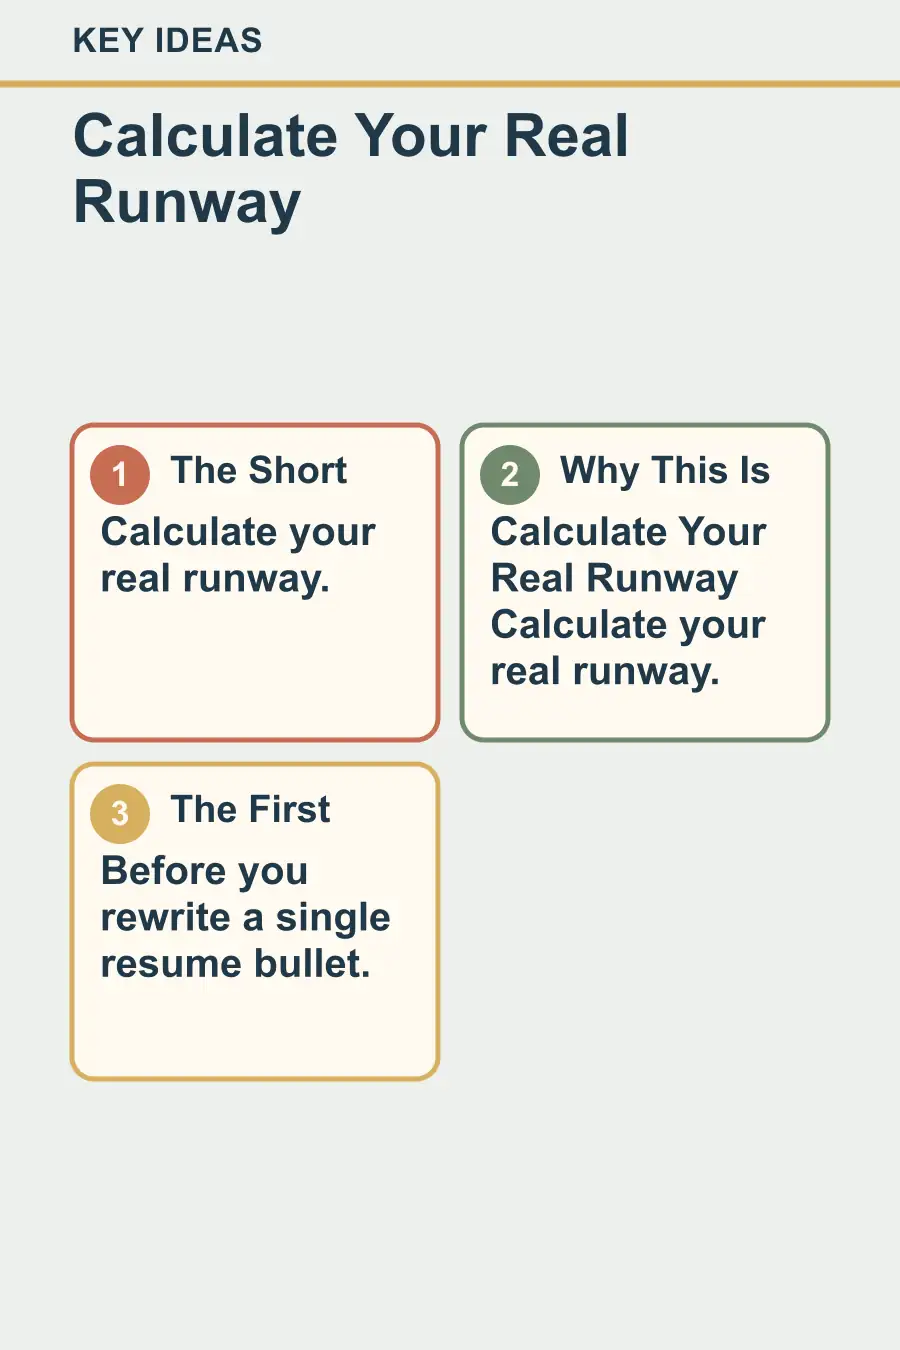 KEY IDEAS
Calculate Your Real
Runway
1 The Short
Calculate your
real runway.
2 Why This Is
Calculate Your
Real Runway
Calculate your
real runway.
3 The First
Before you
rewrite a single
resume bullet.